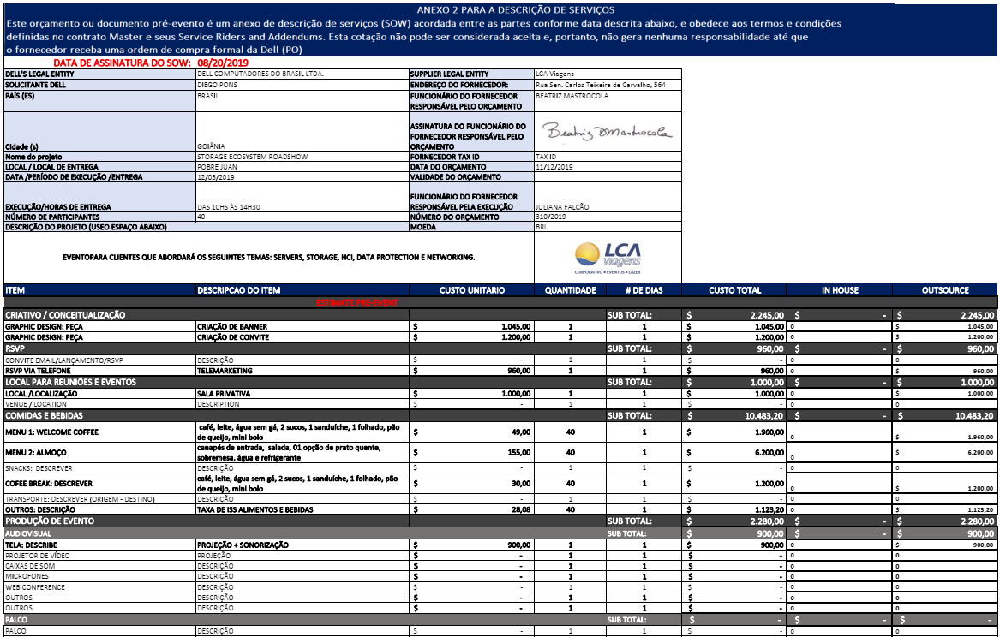 ANEXO 2 PARA A DESCRIÇÃO DE SERVIÇOS
Este orçamento ou documento pré-evento é um anexo de descrição de serviços (SOW) acordada entre as partes conforme data descrita abaixo, e obedece aos termos e condições
definidas no contrato Master e seus Service Riders and Addendums. Esta cotação não pode ser considerada aceita e, portanto, não gera nenhuma responsabilidade até que
o fornecedor receba uma ordem de compra formal da Dell (PO)
DATA DE ASSINATURA DO SOW: 08/20/2019
DELL'S LEGAL ENTITY DELL COMPUTADORES DO BRASIL LTDA. SUPPLIER LEGAL ENTITY LCA Viagens
SOLICITANTE DELL DIEGO PONS ENDEREÇO DO FORNECEDOR: Rua Sen. Carlos Teixeira de Carvalho, 564
PAÍS (ES) BRASIL FUNCIONÁRIO DO FORNECEDOR BEATRIZ MASTROCOLA
RESPONSÁVEL PELO ORÇAMENTO
ASSINATURA DO FUNCIONÁRIO DO
FORNECEDOR RESPONSÁVEL PELO Beatriz DMastrocola
ORÇAMENTO
Cidade (s) GOIÂNIA
Nome do projeto STORAGE ECOSYSTEM ROADSHOW FORNECEDOR TAX ID TAX ID
LOCAL / LOCAL DE ENTREGA POBRE JUAN DATA DO ORÇAMENTO 11/12/2019
DATA /PERÍODO DE EXECUÇÃO /ENTREGA 12/05/2019 VALIDADE DO ORÇAMENTO
FUNCIONÁRIO DO FORNECEDOR
EXECUÇÃO/HORAS DE ENTREGA DAS 10HS ÀS 14H30 RESPONSÁVEL PELA EXECUÇÃO JULIANA FALCÃO
NÚMERO DE PARTICIPANTES 40 NÚMERO DO ORÇAMENTO 310/2019
DESCRIÇÃO DO PROJETO (USEO ESPAÇO ABAIXO) MOEDA BRL
EVENTOPARA CLIENTES QUE ABORDARÁ OS SEGUINTES TEMAS: SERVERS, STORAGE, HCI, DATA PROTECTION E NETWORKING.
LCA
viagens
CORPORATIVO • EVENTOS • LAZER
ITEM DESCRIPCAO DO ITEM CUSTO UNITARIO QUANTIDADE # DE DIAS CUSTO TOTAL IN HOUSE OUTSOURCE
ESTIMATE PRE-EVENT
CRIATIVO / CONCEITUALIZAÇÃO SUB TOTAL: $ 2.245,00 $ - $ 2.245,00
GRAPHIC DESIGN: PEÇA CRIAÇÃO DE BANNER $ 1.045,00 1 1 $ 1.045,00 0 $ 1.045,00
GRAPHIC DESIGN: PEÇA CRIAÇÃO DE CONVITE $ 1.200,00 1 1 $ 1.200,00 0 $ 1.200,00
RSVP SUB TOTAL: $ 960,00 $ - $ 960,00
CONVITE EMAIL/LANÇAMENTO/RSVP DESCRIÇÃO $ - 1 1 $ - 0 0
RSVP VIA TELEFONE TELEMARKETING $ 960,00 1 1 $ 960,00 0 $ 960,00
LOCAL PARA REUNIÕES E EVENTOS SUB TOTAL: $ 1.000,00 $ - $ 1.000,00
LOCAL /LOCALIZAÇÃO SALA PRIVATIVA $ 1.000,00 1 1 $ 1.000,00 0 $ 1.000,00
VENUE / LOCATION DESCRIPTION $ - 1 1 $ - 0 0
COMIDAS E BEBIDAS SUB TOTAL: $ 10.483,20 $ - $ 10.483,20
MENU 1: WELCOME COFFEE café, leite, água sem gá, 2 sucos, 1 sanduíche, 1 folhado, pão $ 49,00 40 1 $ 1.960,00 0 $ 1.960,00
de queijo, mini bolo
MENU 2: ALMOÇO canapés de entrada, salada, 01 opção de prato quente, $ 155,00 40 1 $ 6.200,00 0 $ 6.200,00
sobremesa, água e refrigerante
SNACKS: DESCREVER DESCRIÇÃO $ - 1 1 $ - 0 0
COFEE BREAK: DESCREVER café, leite, água sem gá, 2 sucos, 1 sanduíche, 1 folhado, pão $ 30,00 40 1 $ 1.200,00 0 $ 1.200,00
de queijo, mini bolo
TRANSPORTE: DESCREVER (ORIGEM - DESTINO) DESCRIÇÃO $ - 1 1 $ - 0 0
OUTROS: DESCRIÇÃO TAXA DE ISS ALIMENTOS E BEBIDAS $ 28,08 40 1 $ 1.123,20 0 $ 1.123,20
PRODUÇÃO DE EVENTO SUB TOTAL: $ 2.280,00 $ - $ 2.280,00
AUDIOVISUAL SUB TOTAL: $ 900,00 $ - $ 900,00
TELA: DESCRIBE PROJEÇÃO + SONORIZAÇÃO $ 900,00 1 1 $ 900,00 0 $ 900,00
PROJETOR DE VÍDEO PROJEÇÃO $ - 1 1 $ - 0 0
CAIXAS DE SOM DESCRIÇÃO $ - 1 1 $ - 0 0
MICROFONES DESCRIÇÃO $ - 1 1 $ - 0 0
WEB CONFERENCE DESCRIÇÃO $ - 1 1 $ - 0 0
OUTROS DESCRIÇÃO $ - 1 1 $ - 0 0
OUTROS DESCRIÇÃO $ - 1 1 $ - 0 0
PALCO SUB TOTAL: $ - $ - $ -
PALCO DESCRIÇÃO $ - 1 1 $ - 0 0